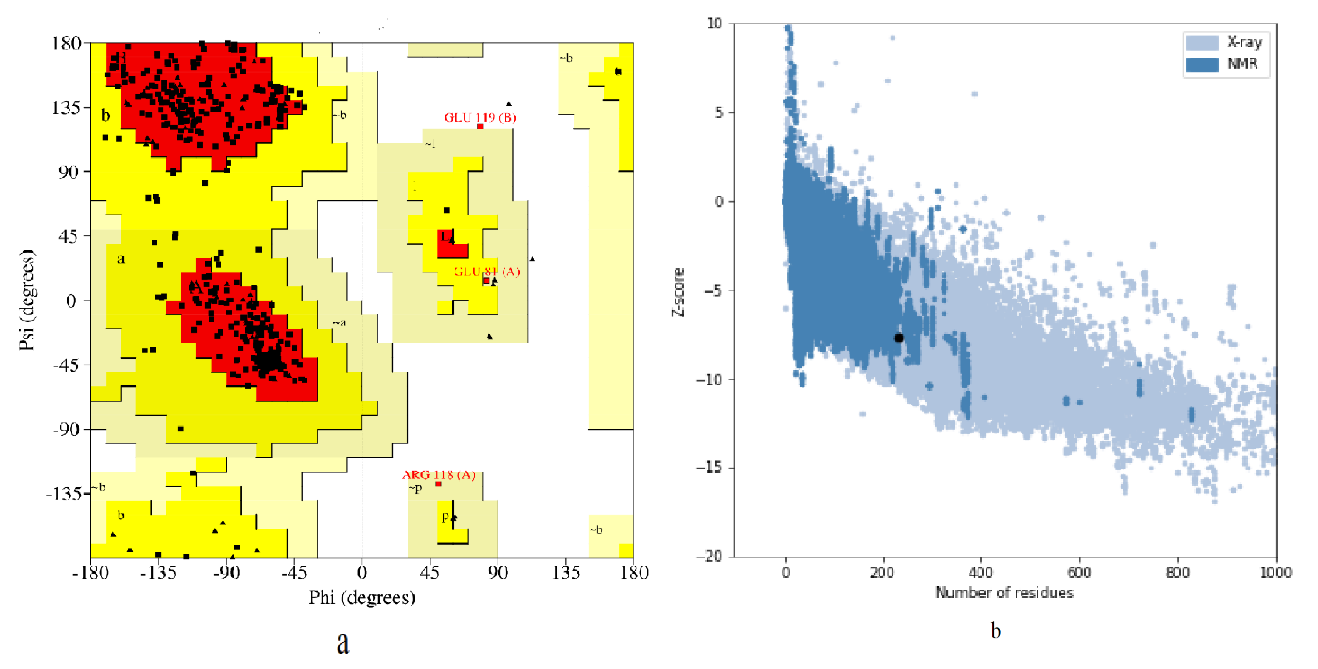 180
135
90
45
0
-45
-90
-135
-180
-135
-90
-45
0
45
90
135
180
Psi (degrees)
Phi (degrees)
b
~b
~b
GLU 119 (B)
~l
l
L
a
A
GLU 81 (A)
~a
ARG 118 (A)
~b
~p
b
p
~b
a
10
5
0
−5
−10
−15
−20
0
200
400
600
800
1000
Z-score
Number of residues
X-ray
NMR
b